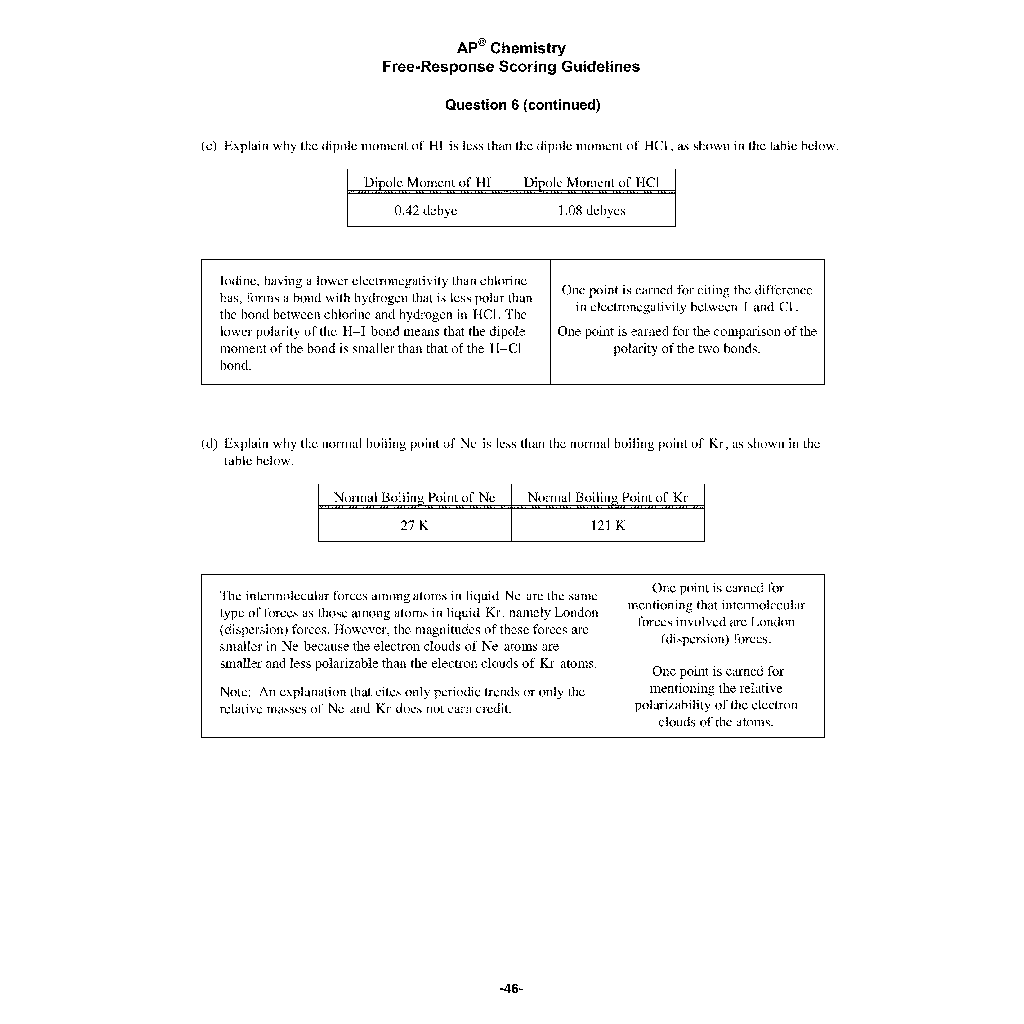 AP® Chemistry
Free-Response Scoring Guidelines
Question 6 (continued)
(c) Explain why the dipole moment of HI is less than the dipole moment of HCl, as shown in the table below.
Dipole Moment of HI Dipole Moment of HCl
0.42 debye 1.08 debyes
Iodine, having a lower electronegativity than chlorine
has, forms a bond with hydrogen that is less polar than
the bond between chlorine and hydrogen in HCl. The
lower polarity of the H–I bond means that the dipole
moment of the bond is smaller than that of the H–Cl
bond.
One point is earned for citing the difference
in electronegativity between I and Cl.
One point is earned for the comparison of the
polarity of the two bonds.
(d) Explain why the normal boiling point of Ne is less than the normal boiling point of Kr, as shown in the
table below.
Normal Boiling Point of Ne Normal Boiling Point of Kr
27 K 121 K
The intermolecular forces among atoms in liquid Ne are the same
type of forces as those among atoms in liquid Kr, namely London
(dispersion) forces. However, the magnitudes of these forces are
smaller in Ne because the electron clouds of Ne atoms are
smaller and less polarizable than the electron clouds of Kr atoms.
Note: An explanation that cites only periodic trends or only the
relative masses of Ne and Kr does not earn credit.
One point is earned for
mentioning that intermolecular
forces involved are London
(dispersion) forces.
One point is earned for
mentioning the relative
polarizability of the electron
clouds of the atoms.
-46-